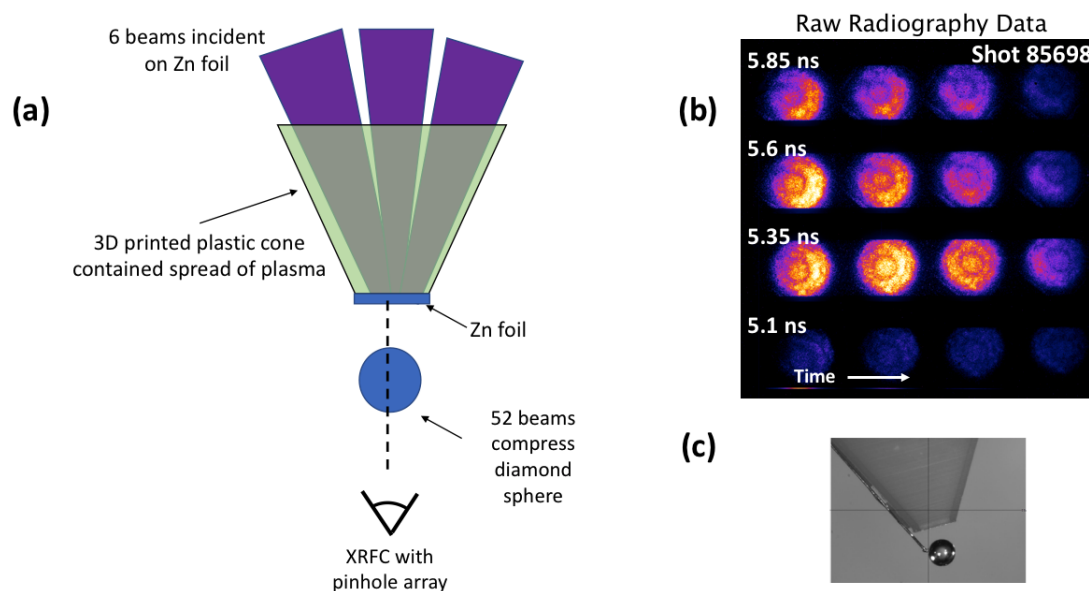 6 beams incident
on Zn foil
(a)
3D printed plastic cone
contained spread of plasma
Zn foil
52 beams
compress
diamond
sphere
XRFC with
pinhole array
Raw Radiography Data
(b)
5.85 ns
Shot 85698
5.6 ns
5.35 ns
5.1 ns
Time
(c)